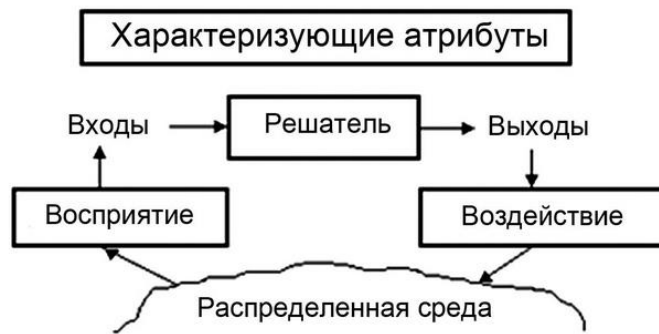 Характеризующие атрибуты
Входы
Решатель
Выходы
Восприятие
Воздействие
Распределенная среда